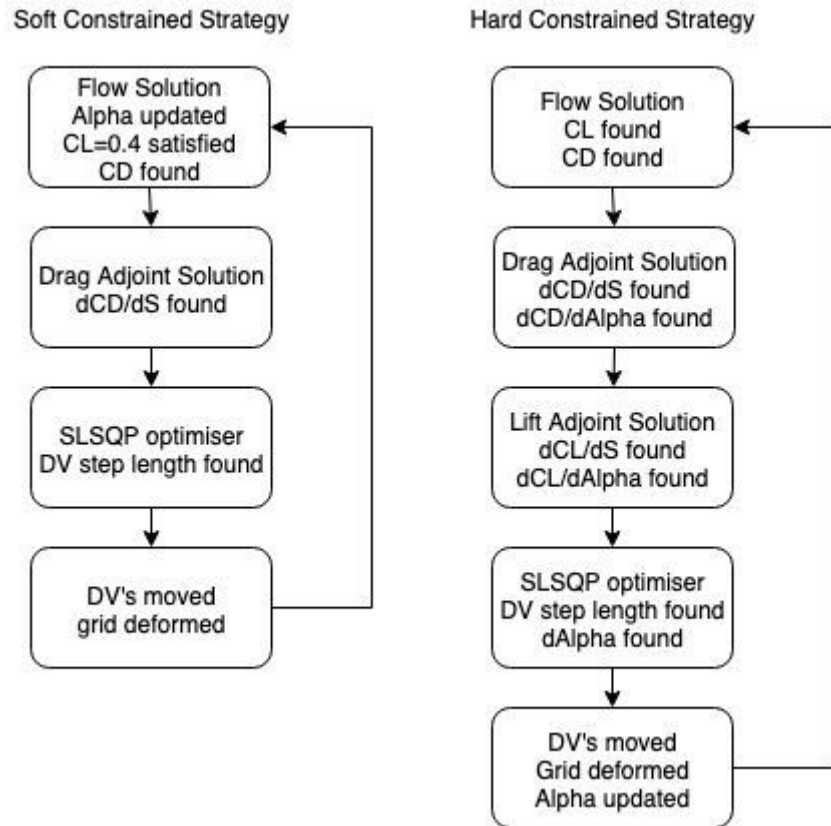 Soft Constrained Strategy
Flow Solution
Alpha updated
CL=0.4 satisfied
CD found
Drag Adjoint Solution
dCD/dS found
SLSQP optimiser
DV step length found
DV's moved
grid deformed
Hard Constrained Strategy
Flow Solution
CL found
CD found
Drag Adjoint Solution
dCD/dS found
dCD/dAlpha found
Lift Adjoint Solution
dCL/dS found
dCL/dAlpha found
SLSQP optimiser
DV step length found
dAlpha found
DV's moved
Grid deformed
Alpha updated